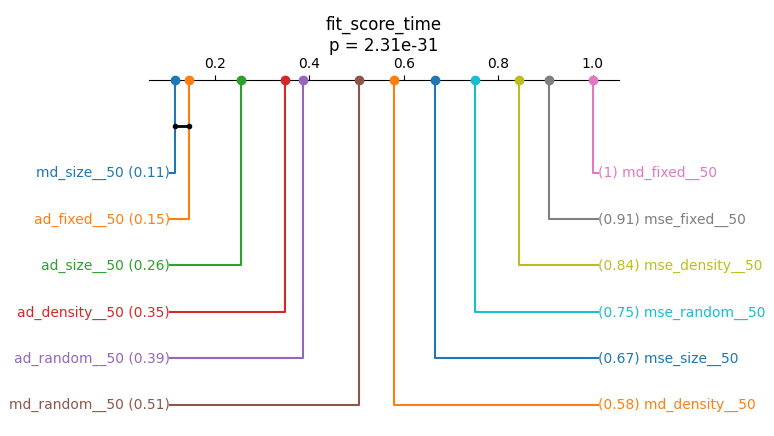 fit_score_time
p = 2.31e-31
0.2 0.4 0.6 0.8 1.0
md_size__50 (0.11)
(1) md_fixed__50
ad_fixed__50 (0.15)
(0.91) mse_fixed__50
ad_size__50 (0.26)
(0.84) mse_density__50
ad_density__50 (0.35)
(0.75) mse_random__50
ad_random__50 (0.39)
(0.67) mse_size__50
md_random__50 (0.51)
(0.58) md_density__50